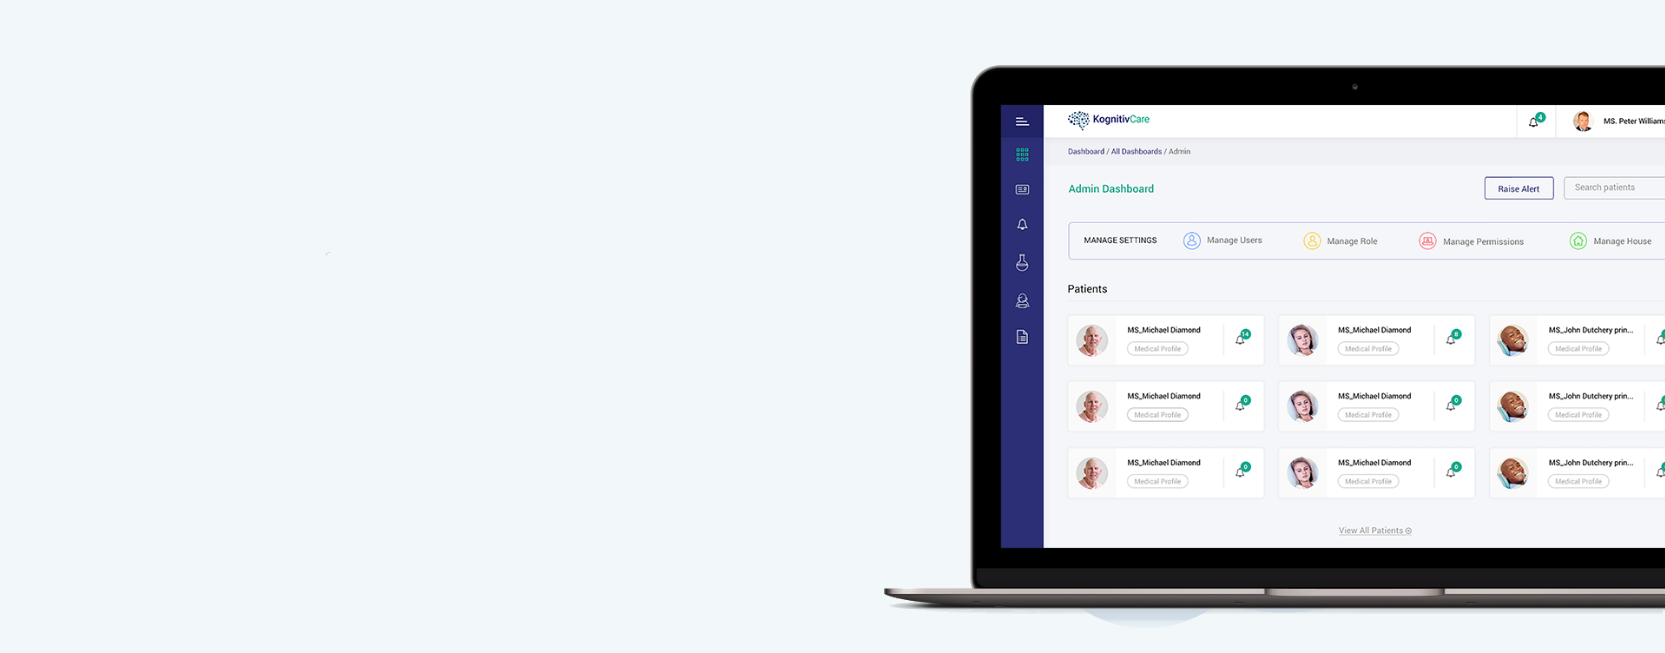 KognitivCare
4
MS. Peter Williams
Dashboard / All Dashboards / Admin
Admin Dashboard
Raise Alert
Search patients
MANAGE SETTINGS
Manage Users
Manage Role
Manage Permissions
Manage House
Patients
MS_Michael Diamond
Medical Profile
14
MS_Michael Diamond
Medical Profile
8
MS_John Dutchery prin...
Medical Profile
MS_Michael Diamond
Medical Profile
0
MS_Michael Diamond
Medical Profile
0
MS_John Dutchery prin...
Medical Profile
MS_Michael Diamond
Medical Profile
0
MS_Michael Diamond
Medical Profile
0
MS_John Dutchery prin...
Medical Profile
View All Patients